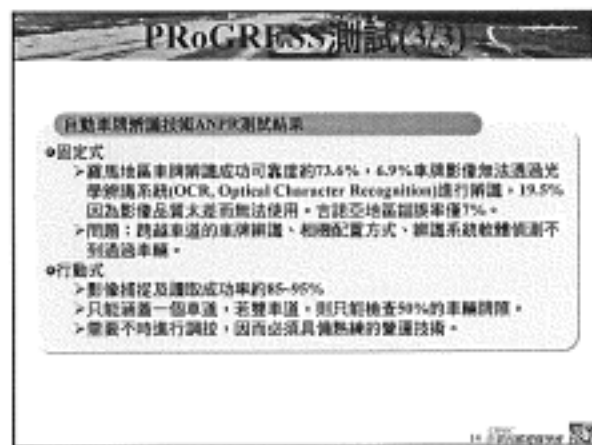 PRoGRESS測試(3/3)
自動車牌辨識技術ANPR測試結果
固定式
羅馬地區車牌辨識成功可靠度約73.6%，6.9%車牌影像無法通過光
學辨識系統(OCR, Optical Character Recognition)進行辨識，19.5%
因為影像品質太差而無法使用。吉諾亞地區錯誤率僅7%。
問題：跨越車道的車牌辨識、相機配置方式、辨識系統軟體偵測不
到通過車輛。
行動式
影像捕捉及讀取成功率約85~95%
只能涵蓋一個車道，若雙車道，則只能檢查50%的車輛牌照。
需要不時進行調校，因而必須具備熟練的營運技術。
14